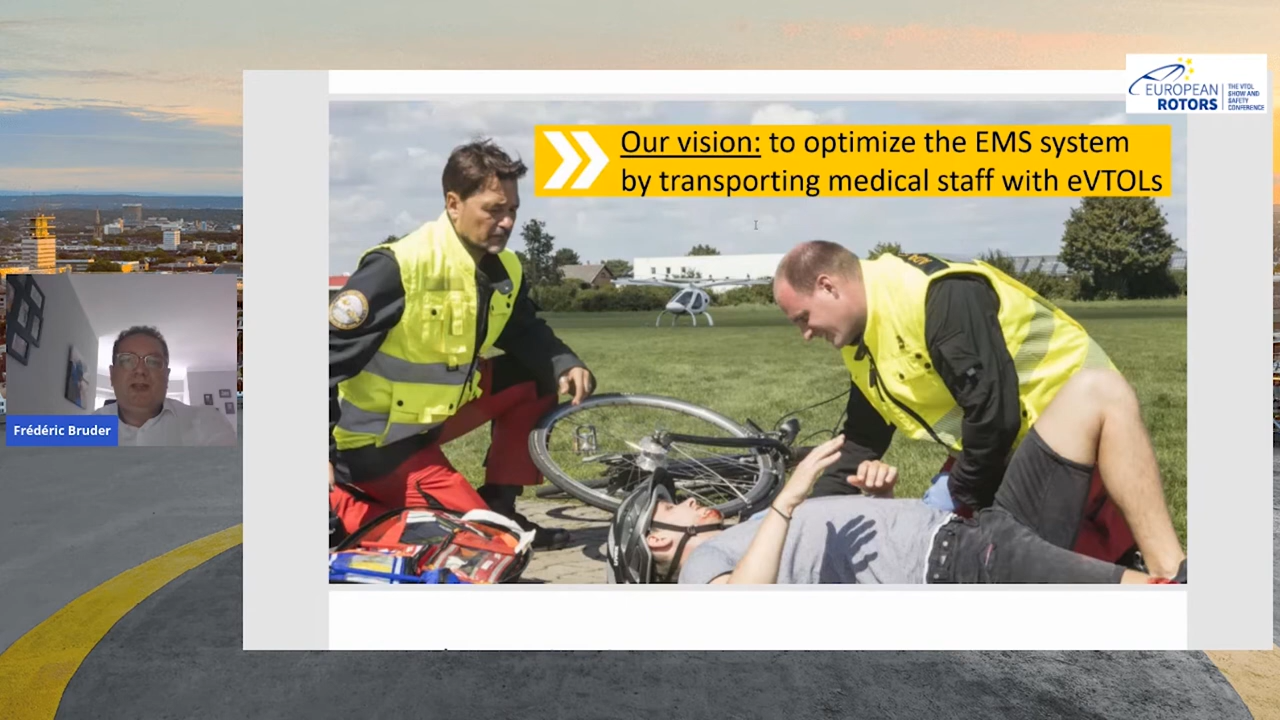 EUROPEAN
ROTORS
THE VTOL
SHOW AND
SAFETY
CONFERENCE
Our vision: to optimize the EMS system
by transporting medical staff with eVTOLs
Frédéric Bruder